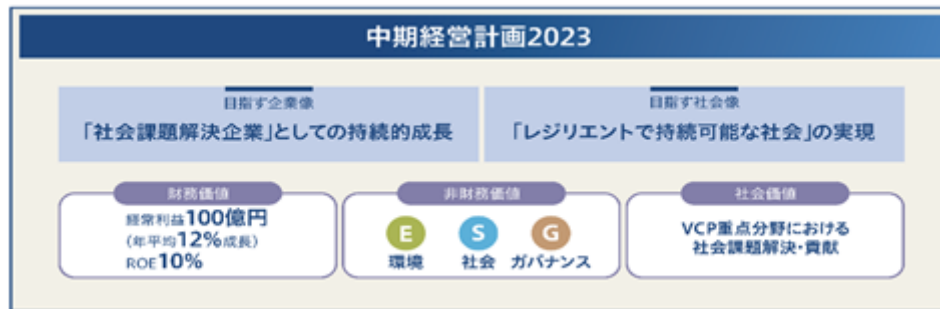 中期経営計画2023
目指す企業像
「社会課題解決企業」としての持続的成長
目指す社会像
「レジリエントで持続可能な社会」の実現
財務価値
経常利益100億円
(年平均12%成長)
ROE10%
非財務価値
E
S
G
環境
社会
ガバナンス
社会価値
VCP重点分野における
社会課題解決・貢献